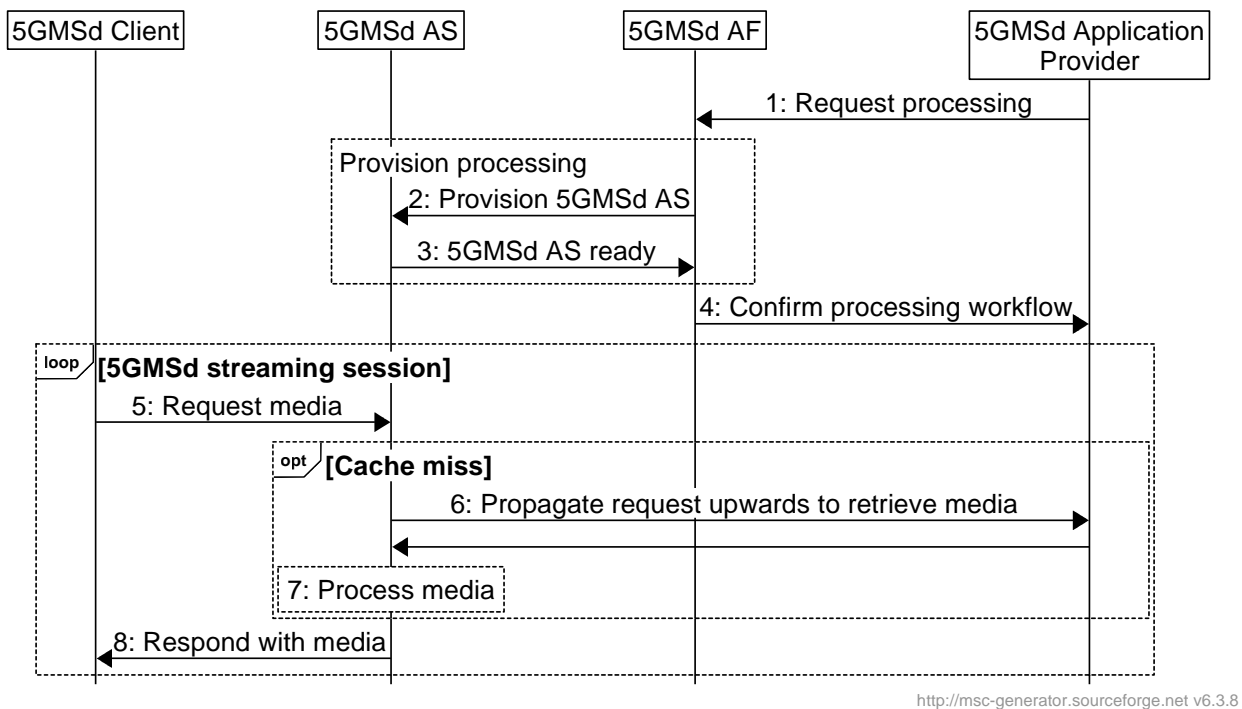 5GMSd Client
5GMSd AS
5GMSd AF
5GMSd Application
Provider
1: Request processing
Provision processing
2: Provision 5GMSd AS
3: 5GMSd AS ready
4: Confirm processing workflow
loop
[5GMSd streaming session]
5: Request media
opt
[Cache miss]
6: Propagate request upwards to retrieve media
7: Process media
8: Respond with media
http://msc-generator.sourceforge.net v6.3.8